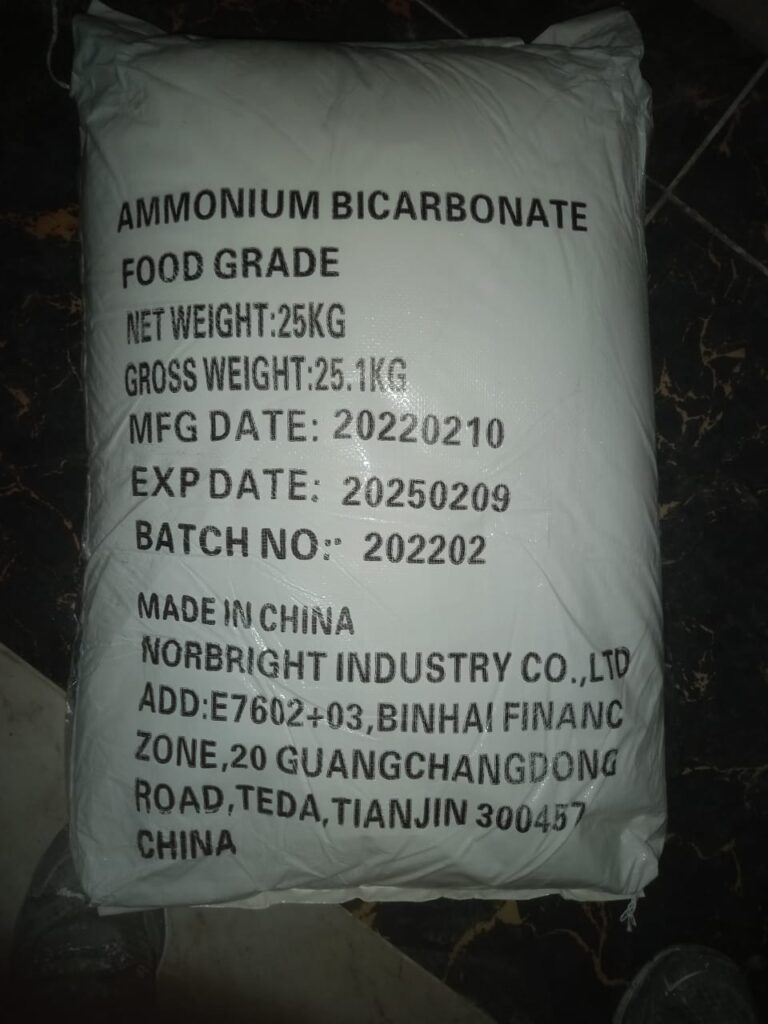 AMMONIUM BICARBONATE
FOOD GRADE
NET WEIGHT:25KG
GROSS WEIGHT:25.1KG
MFG DATE: 20220210
EXP DATE: 20250209
BATCH NO.: 202202
MADE IN CHINA
NORBRIGHT INDUSTRY CO.,LTD
ADD:E7602+03,BINHAI FINANC
ZONE,20 GUANGCHANGDONG
ROAD,TEDA,TIANJIN 300457
CHINA